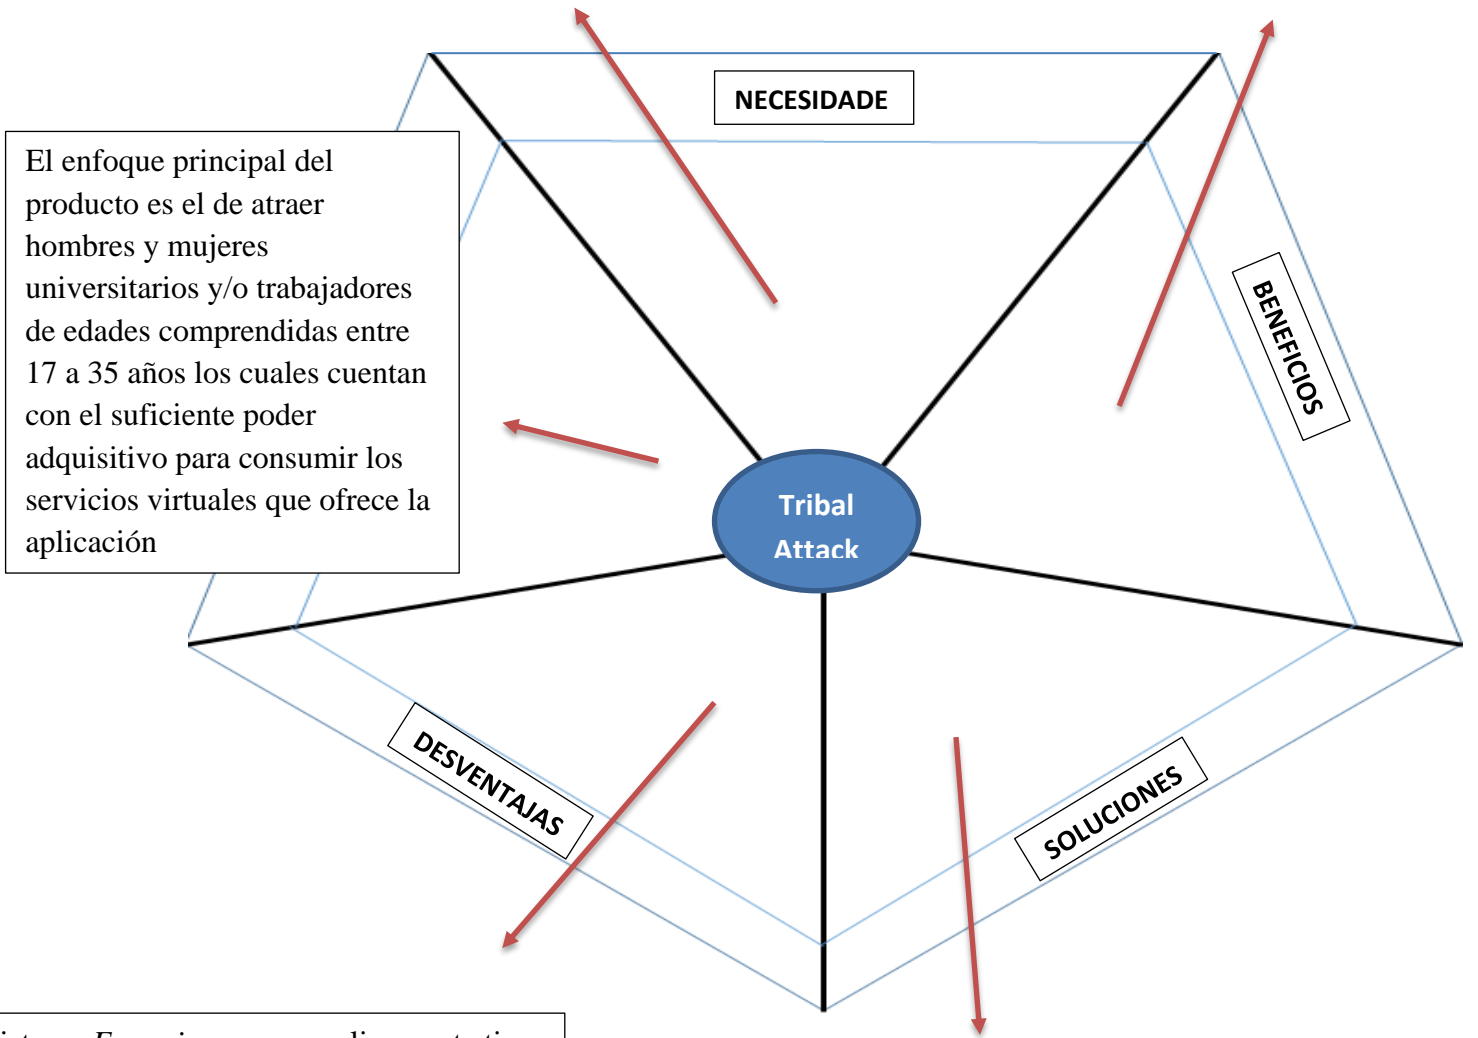 NECESIDADE
El enfoque principal del
producto es el de atraer
hombres y mujeres
universitarios y/o trabajadores
de edades comprendidas entre
17 a 35 años los cuales cuentan
con el suficiente poder
adquisitivo para consumir los
servicios virtuales que ofrece la
aplicación
BENEFICIOS
Tribal
Attack
DESVENTAJAS
SOLUCIONES